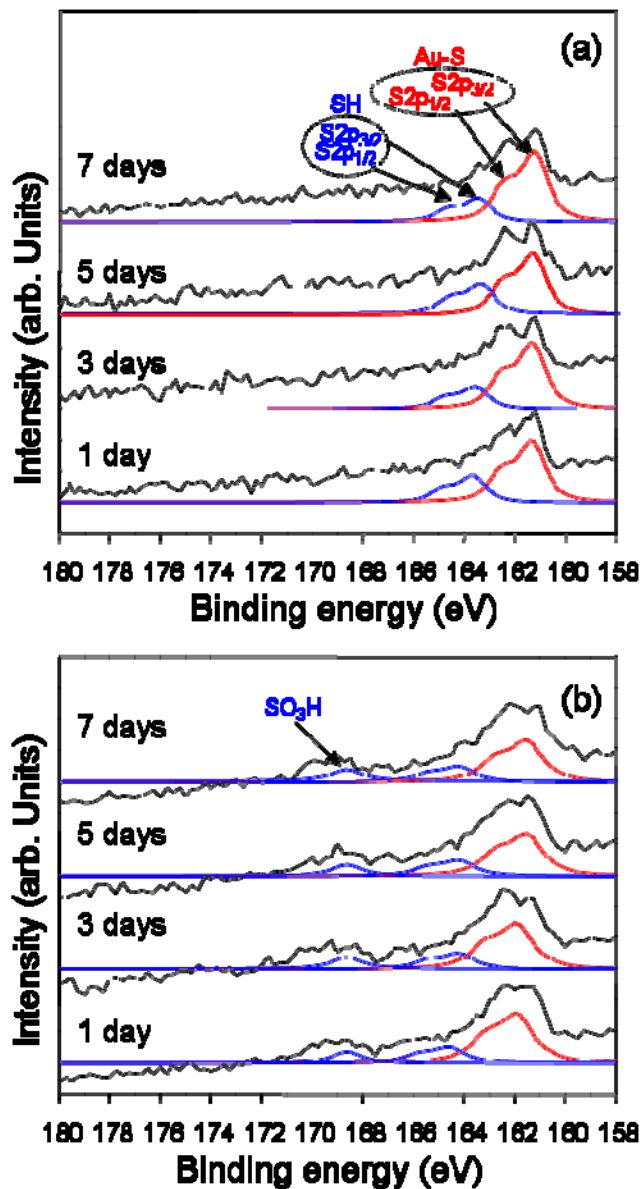 (a)
Au-S
S2p3/2
S2p1/2
SH
S2p3/2
S2p1/2
7 days
5 days
3 days
1 day
Intensity (arb. Units)
180 178 176 174 172 170 168 166 164 162 160 158
Binding energy (eV)
(b)
SO3H
7 days
5 days
3 days
1 day
Intensity (arb. Units)
180 178 176 174 172 170 168 166 164 162 160 158
Binding energy (eV)